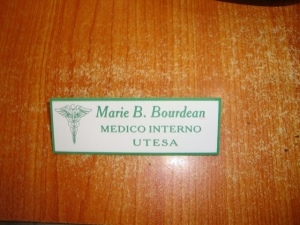 Marie B. Bourdean
MEDICO INTERNO
UTESA